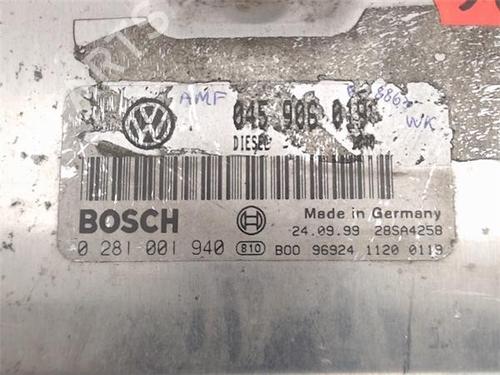 AMF
045 906 019
DIESEL
WK
BOSCH
Made in Germany
24.09.99 28SA4258
0 281 001 940 810 B00 96924 1120 0119